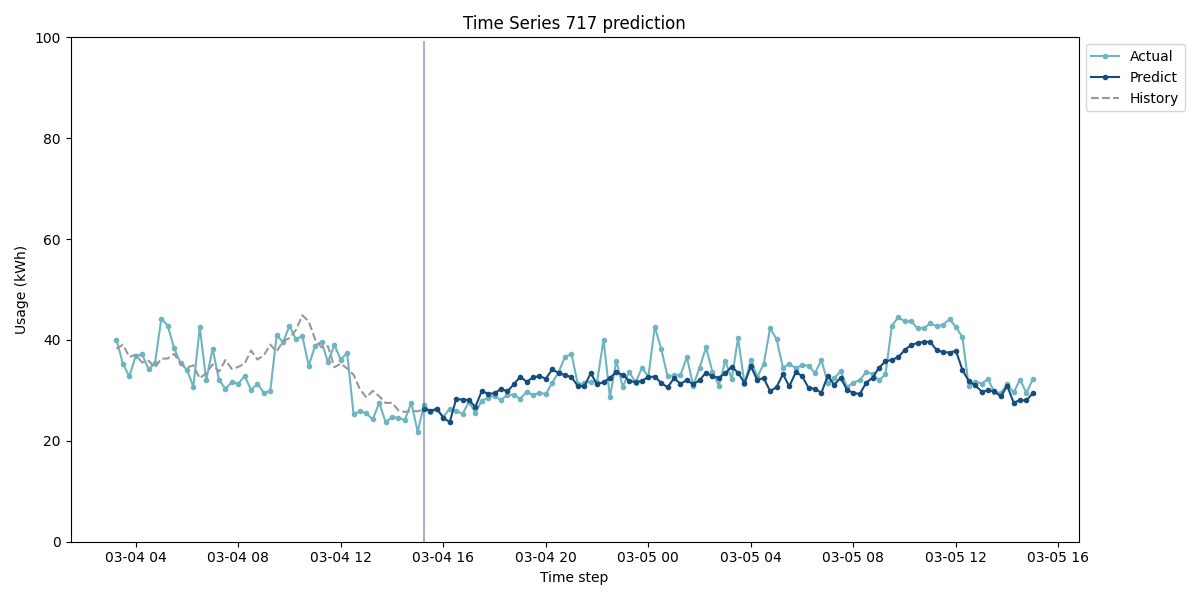 Time Series 717 prediction
100
80
60
40
20
0
Usage (kWh)
03-04 04
03-04 08
03-04 12
03-04 16
03-04 20
03-05 00
03-05 04
03-05 08
03-05 12
03-05 16
Time step
Actual
Predict
History